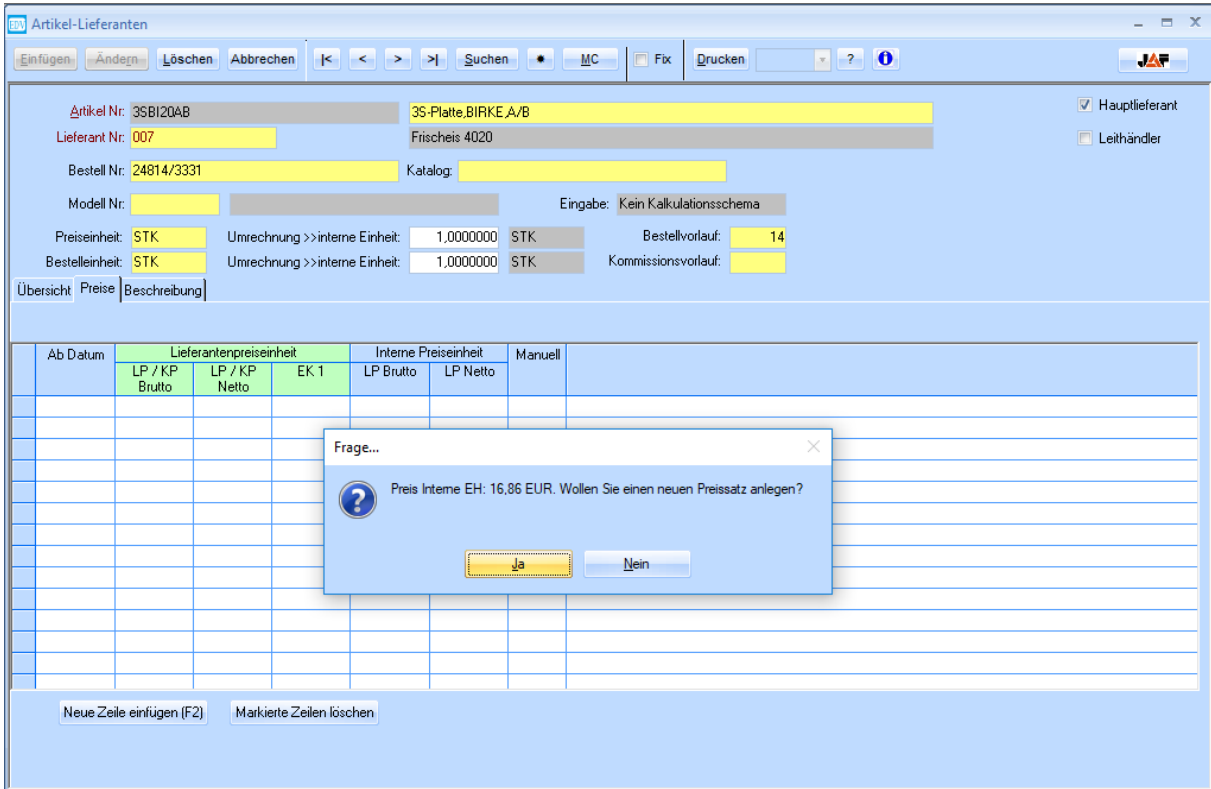 EDV Artikel-Lieferanten
Einfügen Ändern Löschen Abbrechen |< < > >| Suchen * MC Fix Drucken ? i JAF
Artikel Nr: 3SBI20AB 3S-Platte,BIRKE,A/B Hauptlieferant
Lieferant Nr: 007 Frischeis 4020 Leithändler
Bestell Nr: 24814/3331 Katalog:
Modell Nr: Eingabe: Kein Kalkulationsschema
Preiseinheit: STK Umrechnung >>interne Einheit: 1,0000000 STK Bestellvorlauf: 14
Bestelleinheit: STK Umrechnung >>interne Einheit: 1,0000000 STK Kommissionsvorlauf:
Übersicht Preise Beschreibung
Ab Datum Lieferantenpreiseinheit Interne Preiseinheit Manuell
LP / KP Brutto LP / KP Netto EK 1 LP Brutto LP Netto
Frage...
Preis Interne EH: 16,86 EUR. Wollen Sie einen neuen Preissatz anlegen?
Ja Nein
Neue Zeile einfügen (F2) Markierte Zeilen löschen